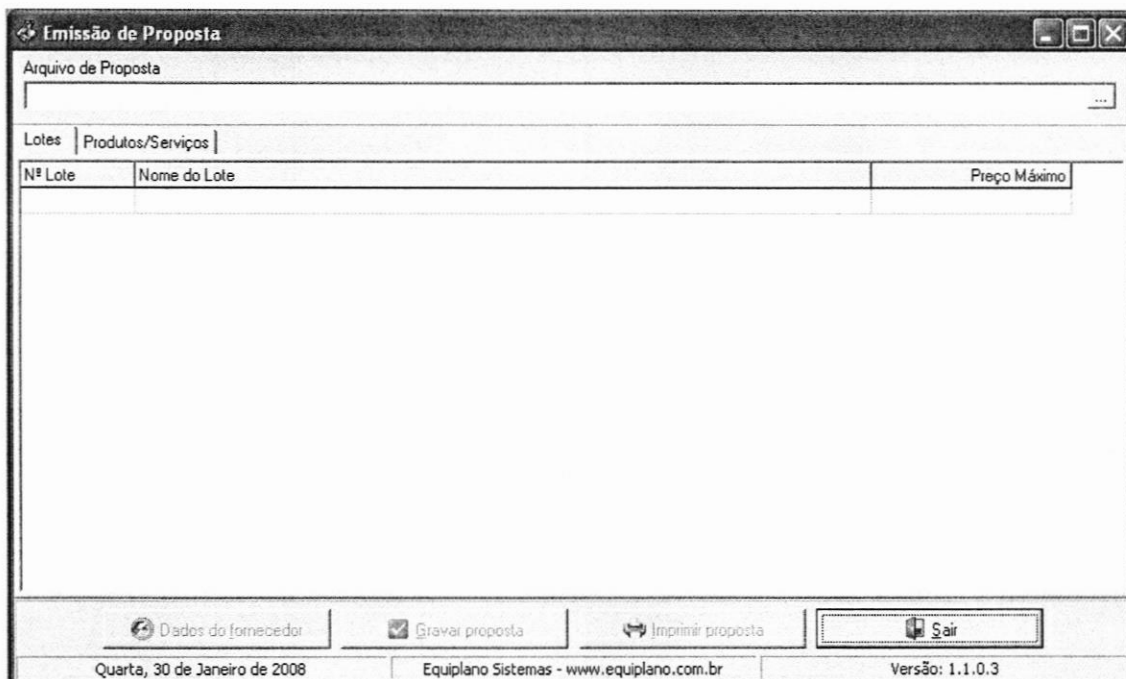 Emissão de Proposta
Arquivo de Proposta
...
Lotes Produtos/Serviços
Nº Lote Nome do Lote Preço Máximo
Dados do fornecedor Gravar proposta Imprimir proposta Sair
Quarta, 30 de Janeiro de 2008 Equiplano Sistemas - www.equiplano.com.br Versão: 1.1.0.3